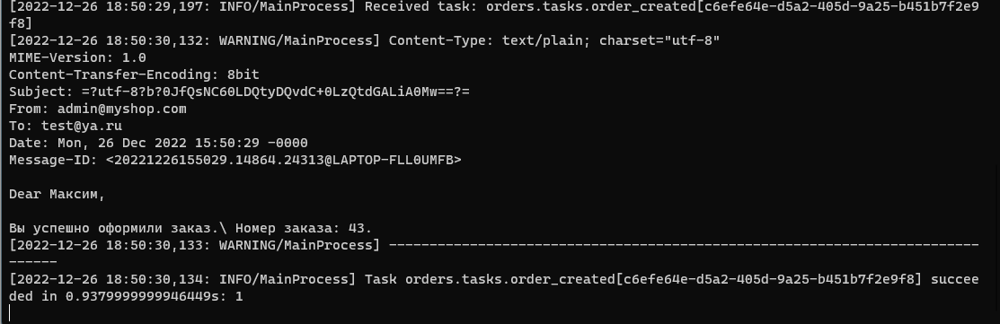 [2022-12-26 18:50:29,197: INFO/MainProcess] Received task: orders.tasks.order_created[c6efe64e-d5a2-405d-9a25-b451b7f2e9
f8]
[2022-12-26 18:50:30,132: WARNING/MainProcess] Content-Type: text/plain; charset="utf-8"
MIME-Version: 1.0
Content-Transfer-Encoding: 8bit
Subject: =?utf-8?b?0JfQsNC60LDQtyDQvdC+0LzQtdGALiA0Mw==?=
From: admin@myshop.com
To: test@ya.ru
Date: Mon, 26 Dec 2022 15:50:29 -0000
Message-ID: <20221226155029.14864.24313@LAPTOP-FLL0UMFB>
Dear Максим,
Вы успешно оформили заказ.\ Номер заказа: 43.
[2022-12-26 18:50:30,133: WARNING/MainProcess] -------------------------------------------------------------------------
------
[2022-12-26 18:50:30,134: INFO/MainProcess] Task orders.tasks.order_created[c6efe64e-d5a2-405d-9a25-b451b7f2e9f8] succee
ded in 0.9379999999946449s: 1